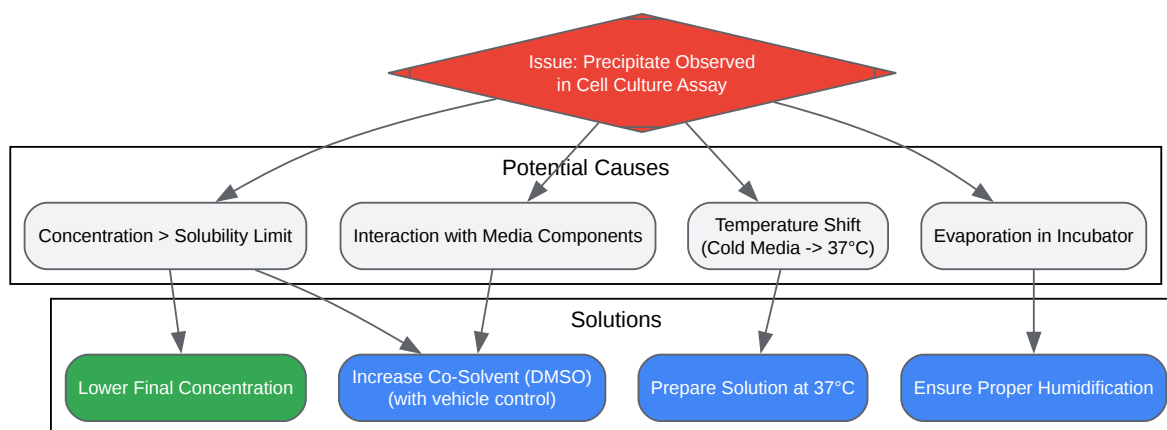 Issue: Precipitate Observed
in Cell Culture Assay
Potential Causes
Concentration > Solubility Limit
Interaction with Media Components
Temperature Shift
(Cold Media -> 37°C)
Evaporation in Incubator
Solutions
Lower Final Concentration
Increase Co-Solvent (DMSO)
(with vehicle control)
Prepare Solution at 37°C
Ensure Proper Humidification